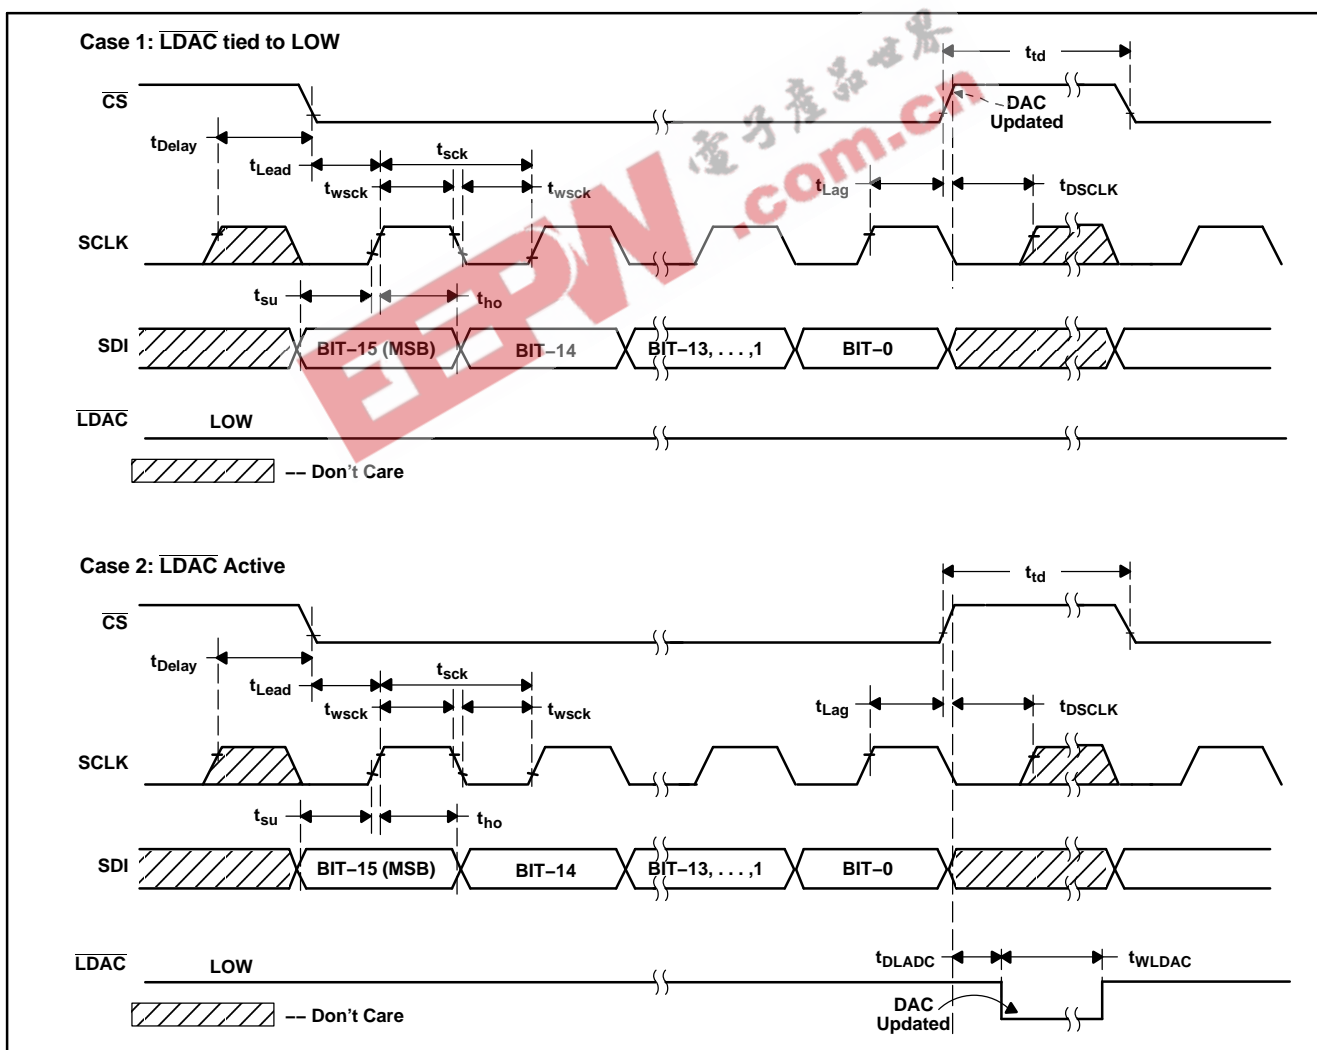 Case 1: LDAC tied to LOW
CS
ttd
DAC
Updated
tDelay
tLead
tsck
twsck
twsck
tLag
tDSCLK
SCLK
tsu
tho
SDI
BIT–15 (MSB)
BIT–14
BIT–13, . . . ,1
BIT–0
LDAC
LOW
–– Don't Care
電子產品世界
EEPW
.com.cn
Case 2: LDAC Active
CS
ttd
tDelay
tLead
tsck
twsck
twsck
tLag
tDSCLK
SCLK
tsu
tho
SDI
BIT–15 (MSB)
BIT–14
BIT–13, . . . ,1
BIT–0
LDAC
LOW
tDLADC
tWLDAC
DAC
Updated
–– Don't Care